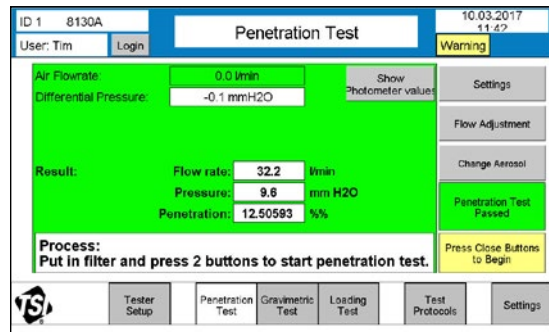 ID 1 8130A
Penetration Test
10.03.2017
11:42
User: Tim
Login
Warning
Air Flowrate: 0.0 l/min
Show
Photometer values
Settings
Differential Pressure: -0.1 mmH2O
Flow Adjustment
Change Aerosol
Result: Flow rate: 32.2 l/min
Pressure: 9.6 mm H2O
Penetration: 12.50593 %%
Penetration Test
Passed
Process:
Put in filter and press 2 buttons to start penetration test.
Press Close Buttons
to Begin
TSI
Tester
Setup
Penetration
Test
Gravimetric
Test
Loading
Test
Test
Protocols
Settings